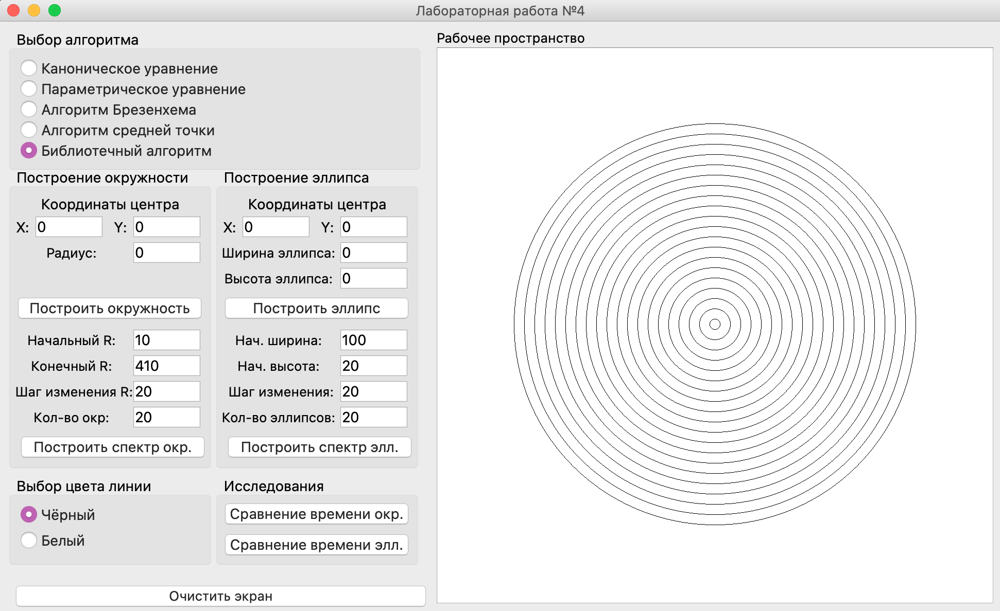 Лабораторная работа №4
Выбор алгоритма
Каноническое уравнение
Параметрическое уравнение
Алгоритм Брезенхема
Алгоритм средней точки
Библиотечный алгоритм
Построение окружности
Координаты центра
X: 0 Y: 0
Радиус: 0
Построить окружность
Начальный R: 10
Конечный R: 410
Шаг изменения R: 20
Кол-во окр: 20
Построить спектр окр.
Построение эллипса
Координаты центра
X: 0 Y: 0
Ширина эллипса: 0
Высота эллипса: 0
Построить эллипс
Нач. ширина: 100
Нач. высота: 20
Шаг изменения: 20
Кол-во эллипсов: 20
Построить спектр элл.
Выбор цвета линии
Чёрный
Белый
Исследования
Сравнение времени окр.
Сравнение времени элл.
Очистить экран
Рабочее пространство